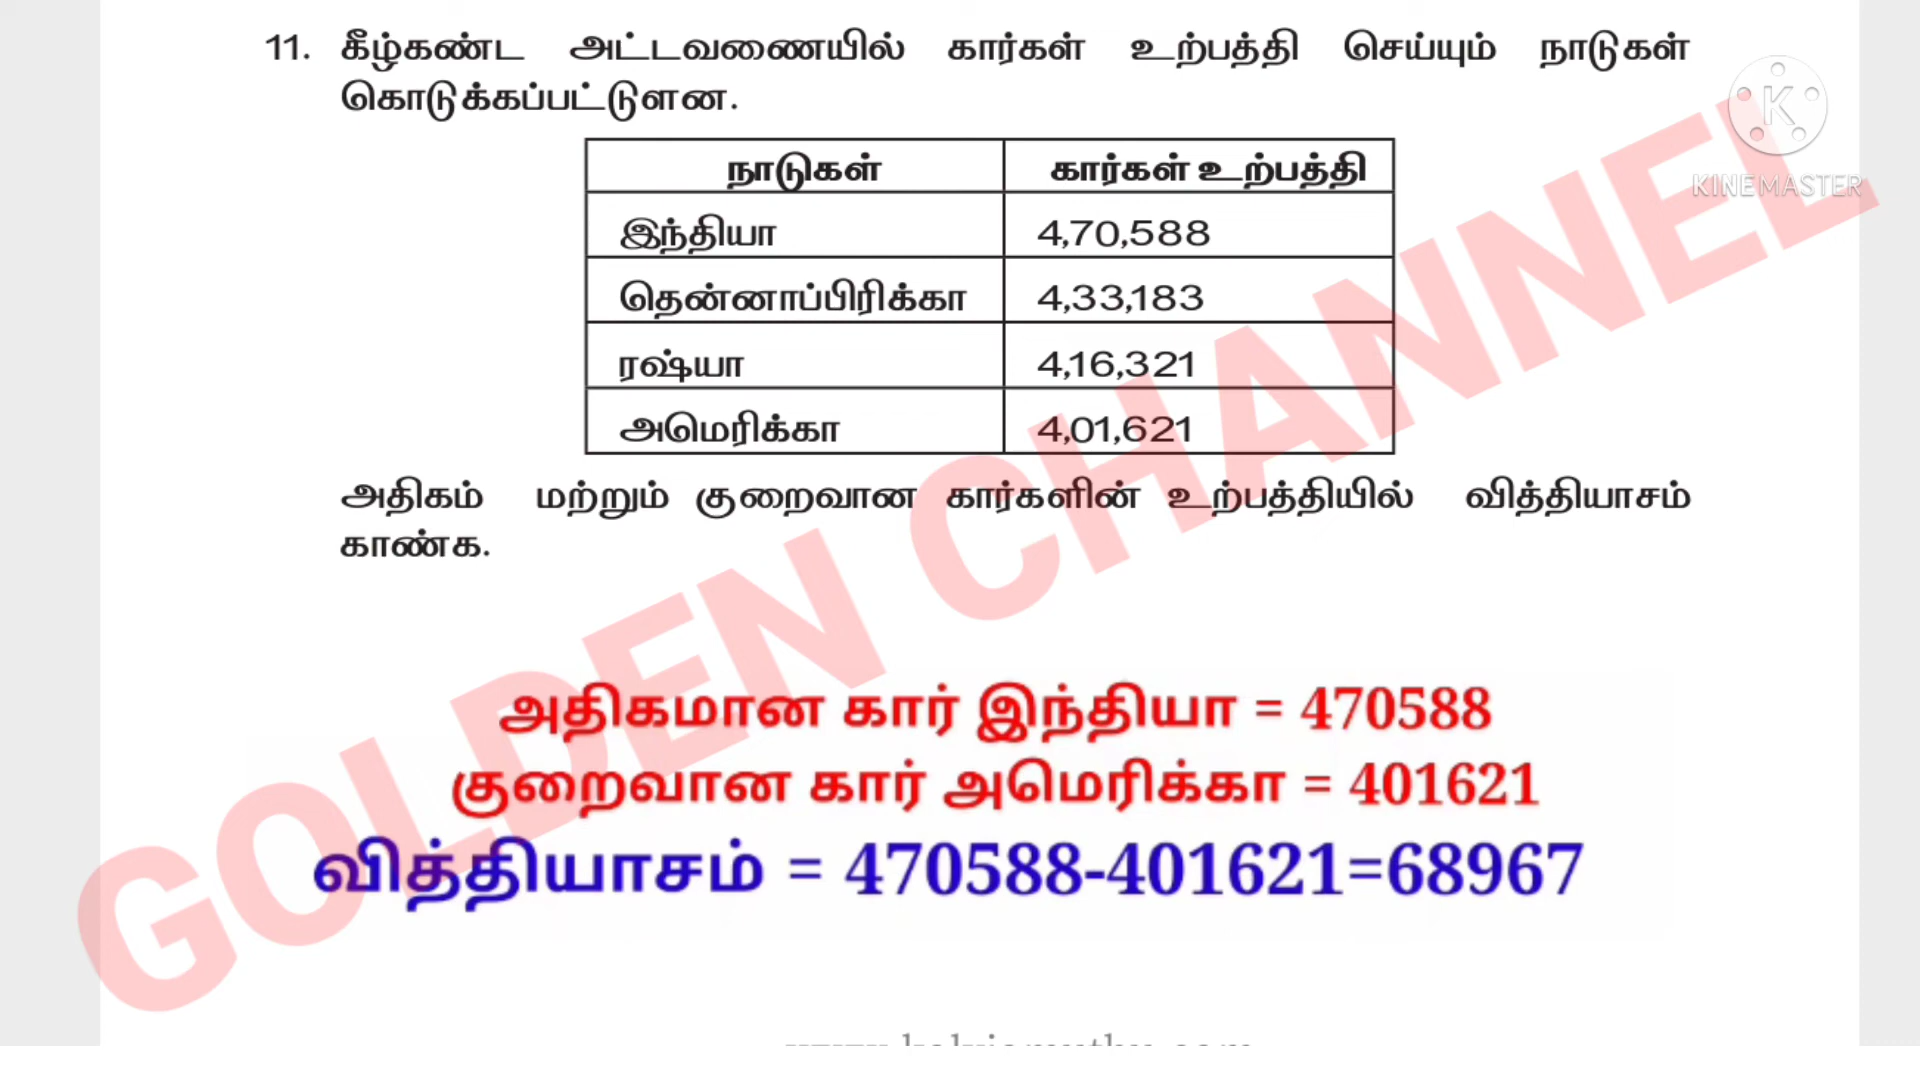 11. கீழ்கண்ட அட்டவணையில் கார்கள் உற்பத்தி செய்யும் நாடுகள்
கொடுக்கப்பட்டுளன.
நாடுகள் கார்கள் உற்பத்தி
இந்தியா 4,70,588
தென்னாப்பிரிக்கா 4,33,183
ரஷ்யா 4,16,321
அமெரிக்கா 4,01,621
அதிகம் மற்றும் குறைவான கார்களின் உற்பத்தியில் வித்தியாசம்
காண்க.
அதிகமான கார் இந்தியா = 470588
குறைவான கார் அமெரிக்கா = 401621
வித்தியாசம் = 470588-401621=68967
GOLDEN CHANNEL
K
KINEMASTER